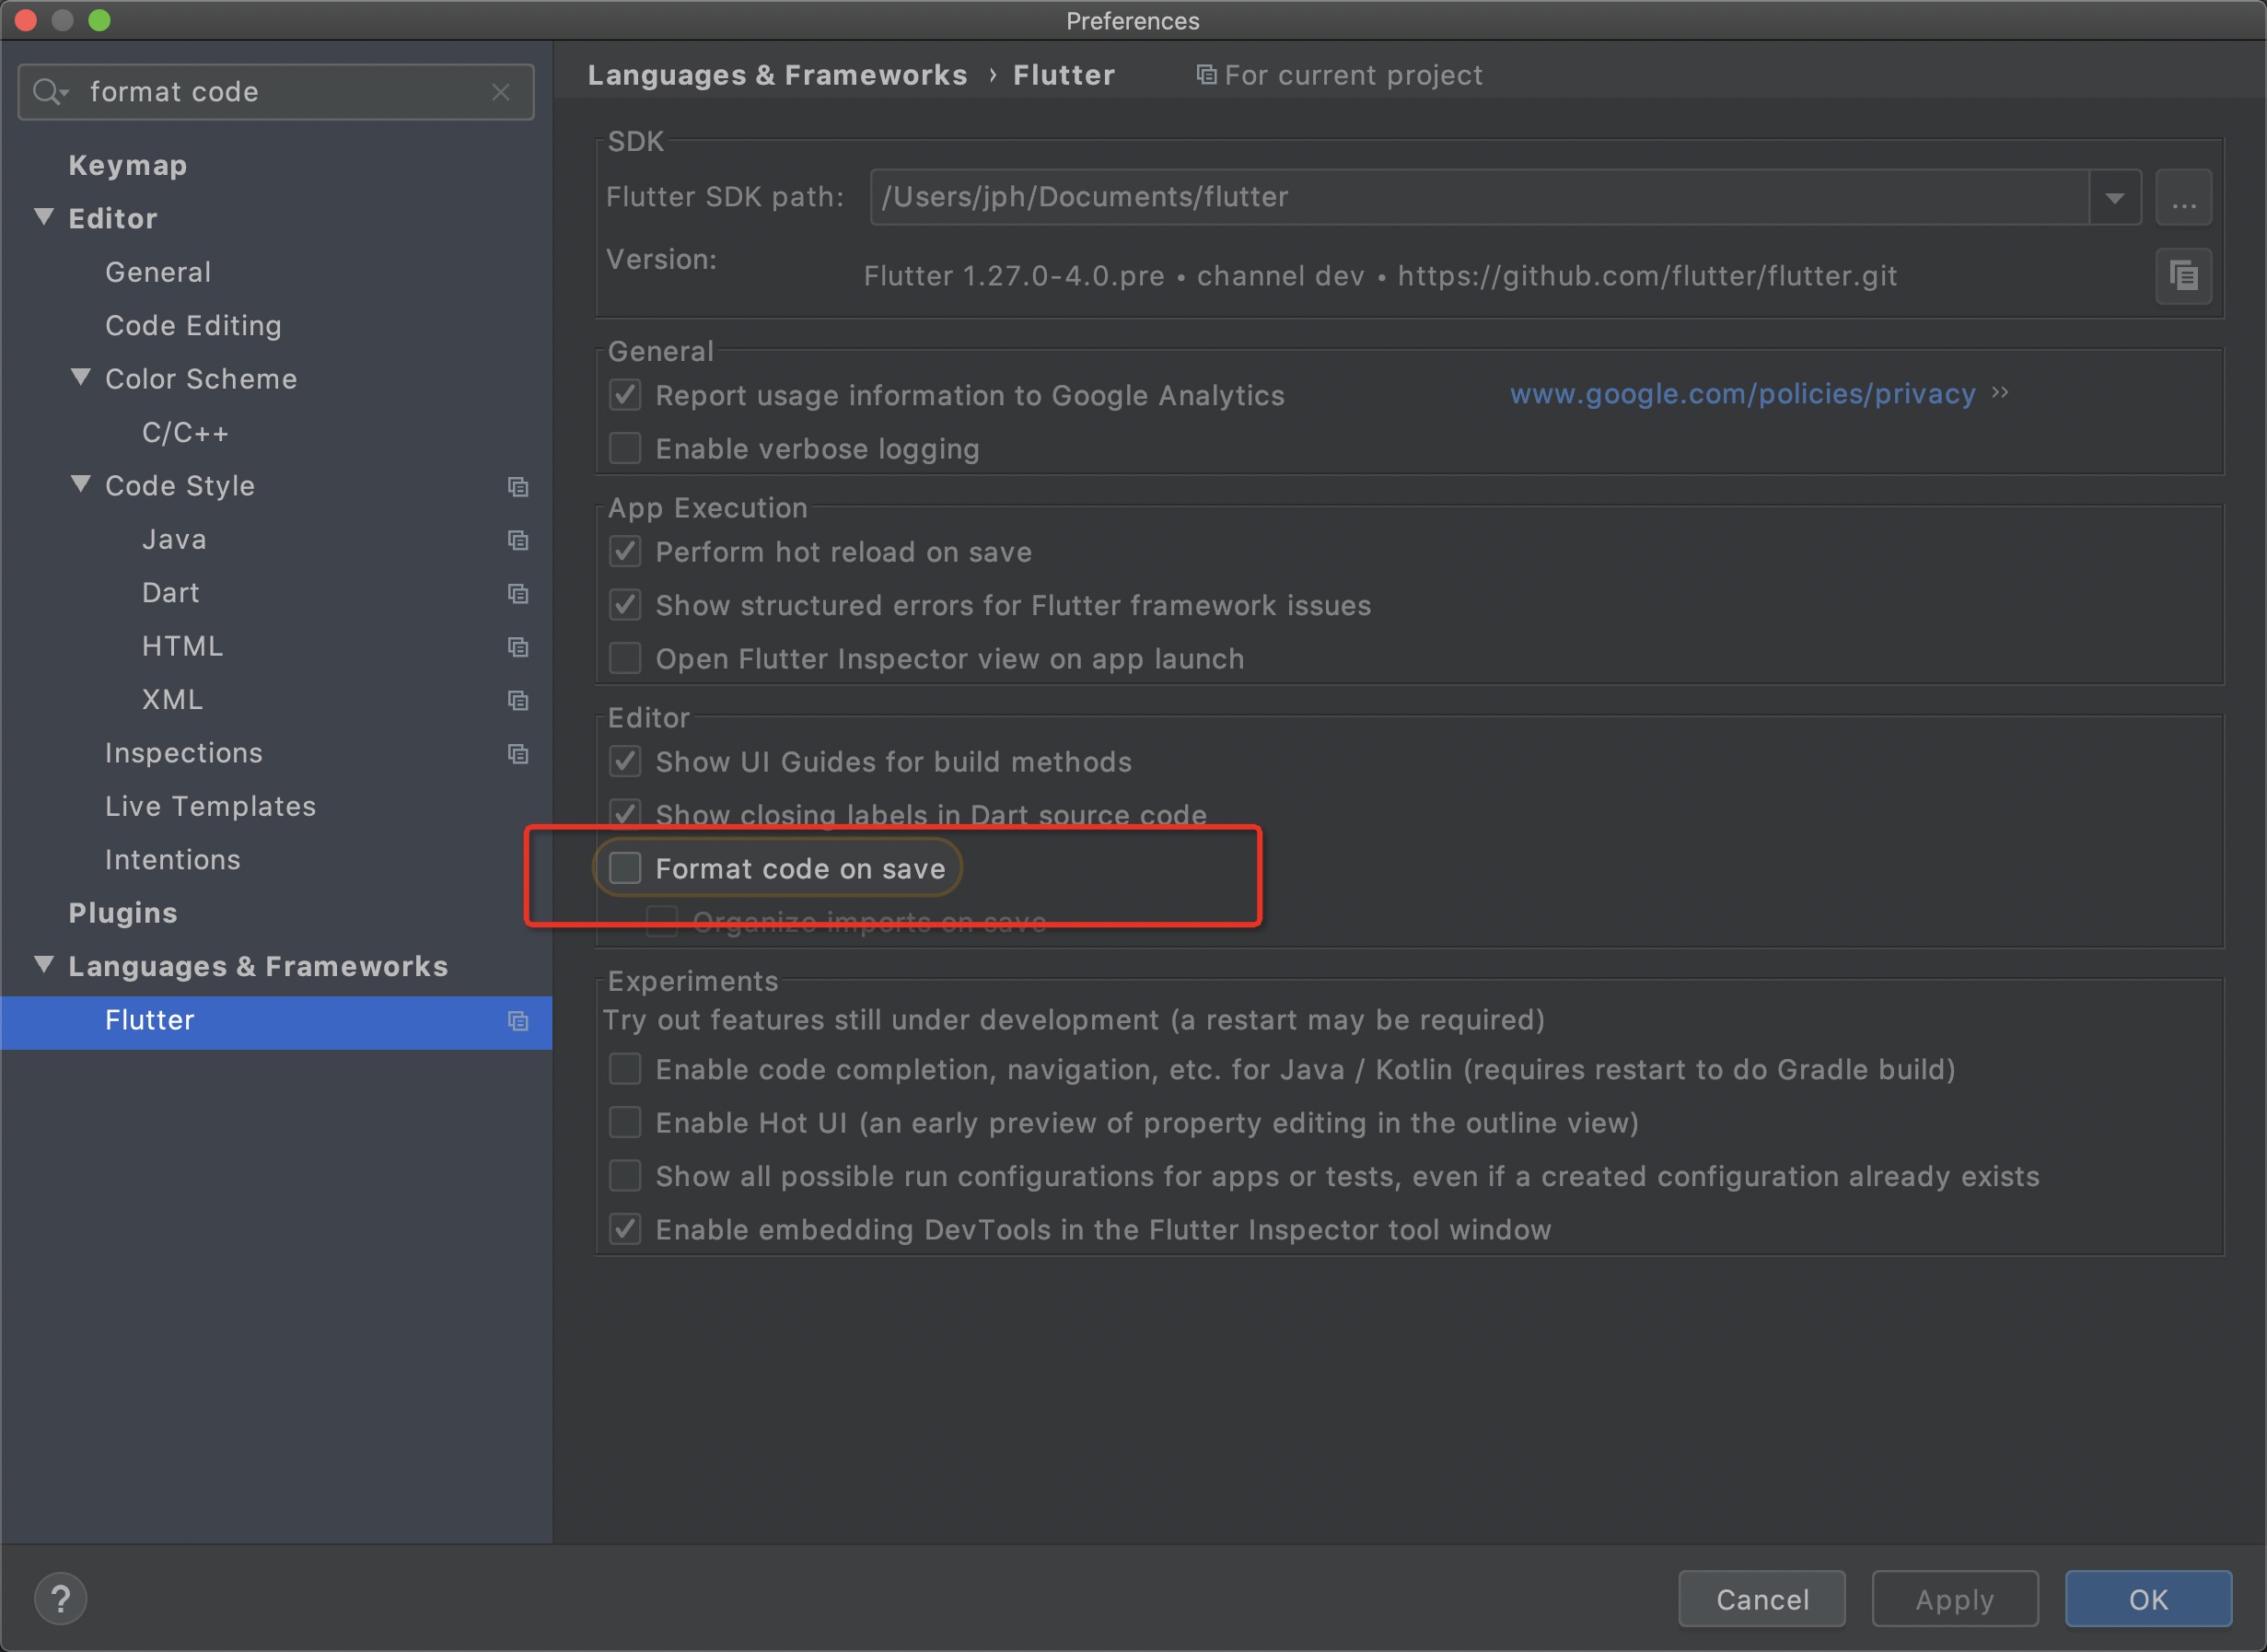 Preferences
format code
Keymap
Editor
General
Code Editing
Color Scheme
C/C++
Code Style
Java
Dart
HTML
XML
Inspections
Live Templates
Intentions
Plugins
Languages & Frameworks
Flutter
Languages & Frameworks › Flutter For current project
SDK
Flutter SDK path: /Users/jph/Documents/flutter ...
Version: Flutter 1.27.0-4.0.pre • channel dev • https://github.com/flutter/flutter.git
General
Report usage information to Google Analytics www.google.com/policies/privacy
Enable verbose logging
App Execution
Perform hot reload on save
Show structured errors for Flutter framework issues
Open Flutter Inspector view on app launch
Editor
Show UI Guides for build methods
Show closing labels in Dart source code
Format code on save
Organize imports on save
Experiments
Try out features still under development (a restart may be required)
Enable code completion, navigation, etc. for Java / Kotlin (requires restart to do Gradle build)
Enable Hot UI (an early preview of property editing in the outline view)
Show all possible run configurations for apps or tests, even if a created configuration already exists
Enable embedding DevTools in the Flutter Inspector tool window
? Cancel Apply OK